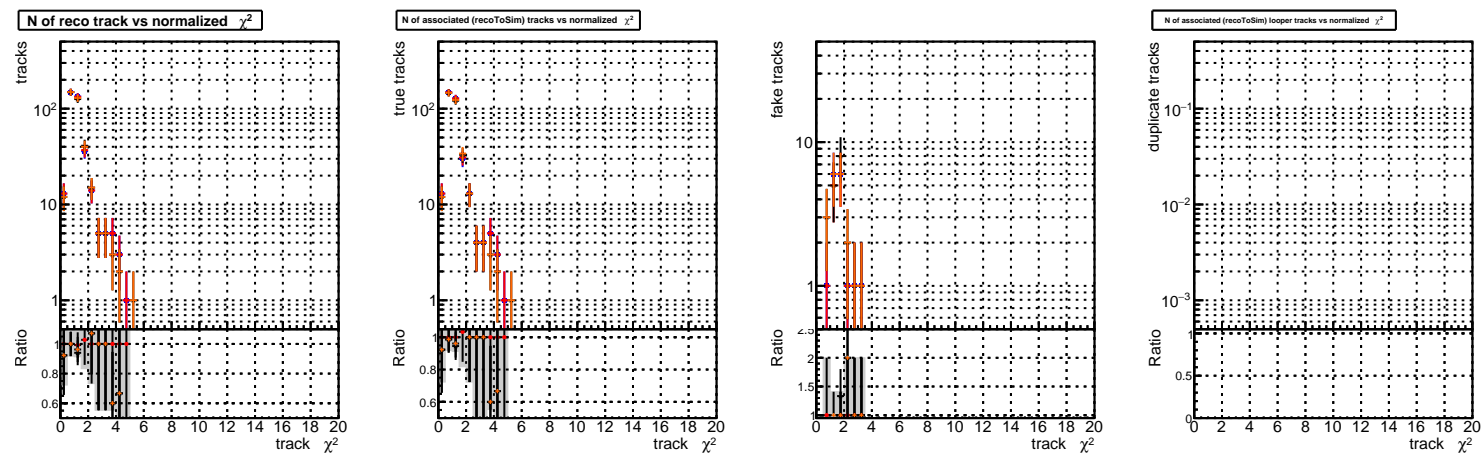 N of reco track vs normalized χ²
tracks
10²
10
1
Ratio
1
0.8
0.6
0 2 4 6 8 10 12 14 16 18 20
track χ²
N of associated (recoToSim) tracks vs normalized χ²
true tracks
10²
10
1
Ratio
1
0.8
0.6
0 2 4 6 8 10 12 14 16 18 20
track χ²
fake tracks
10
1
Ratio
2.5
2
1.5
1
0 2 4 6 8 10 12 14 16 18 20
track χ²
N of associated (recoToSim) looper tracks vs normalized χ²
duplicate tracks
10⁻¹
10⁻²
10⁻³
Ratio
1
0.5
0
0 2 4 6 8 10 12 14 16 18 20
track χ²